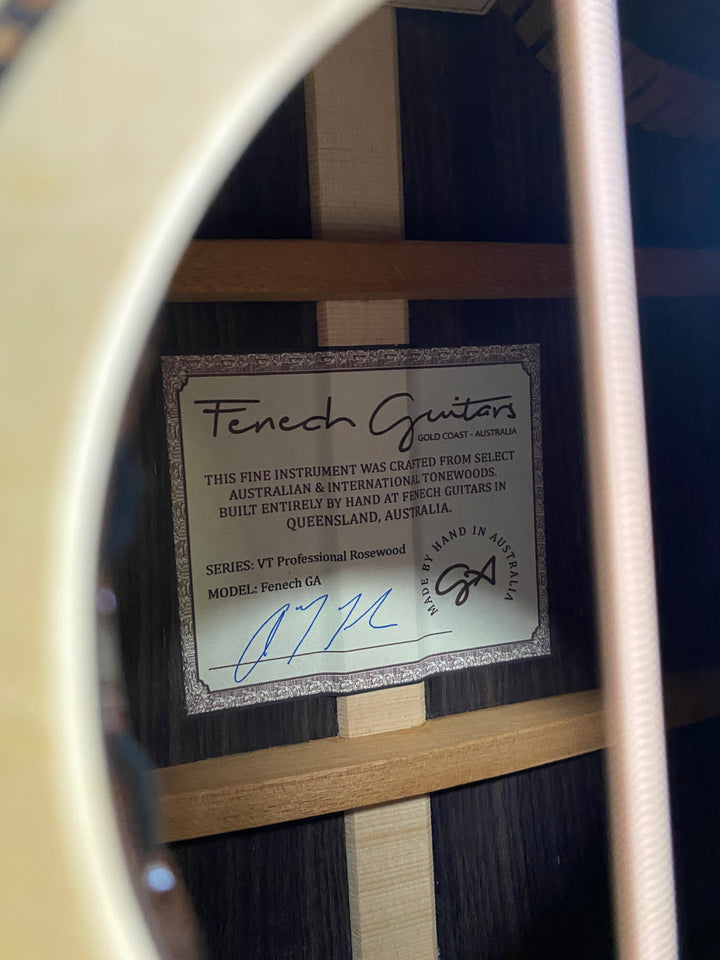 Fenech Guitars
GOLD COAST - AUSTRALIA
THIS FINE INSTRUMENT WAS CRAFTED FROM SELECT
AUSTRALIAN & INTERNATIONAL TONEWOODS.
BUILT ENTIRELY BY HAND AT FENECH GUITARS IN
QUEENSLAND, AUSTRALIA.
SERIES: VT Professional Rosewood
MODEL: Fenech GA
MADE BY HAND IN AUSTRALIA